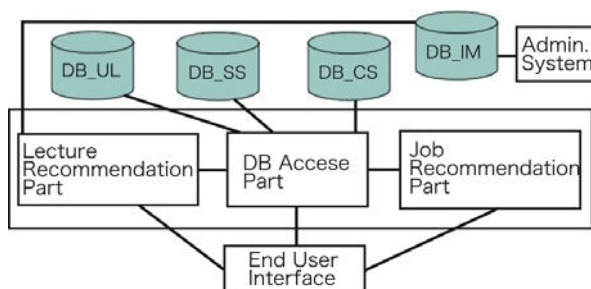 DB_UL
DB_SS
DB_CS
DB_IM
Admin.
System
Lecture
Recommendation
Part
DB Accese
Part
Job
Recommendation
Part
End User
Interface